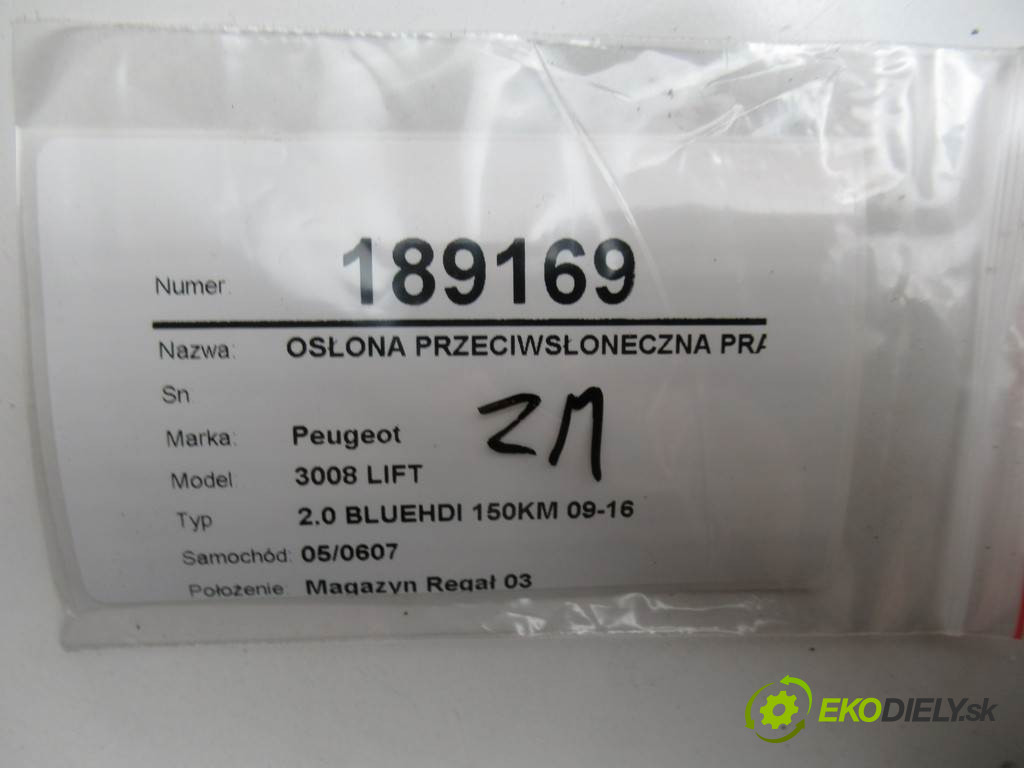 Numer: 189169
Nazwa: OSŁONA PRZECIWSŁONECZNA PRA
Sn
Marka: Peugeot
Model 3008 LIFT
Typ 2.0 BLUEHDI 150KM 09-16
Samochód: 05/0607
Położenie: Magazyn Regał 03
EKODIELY.sk